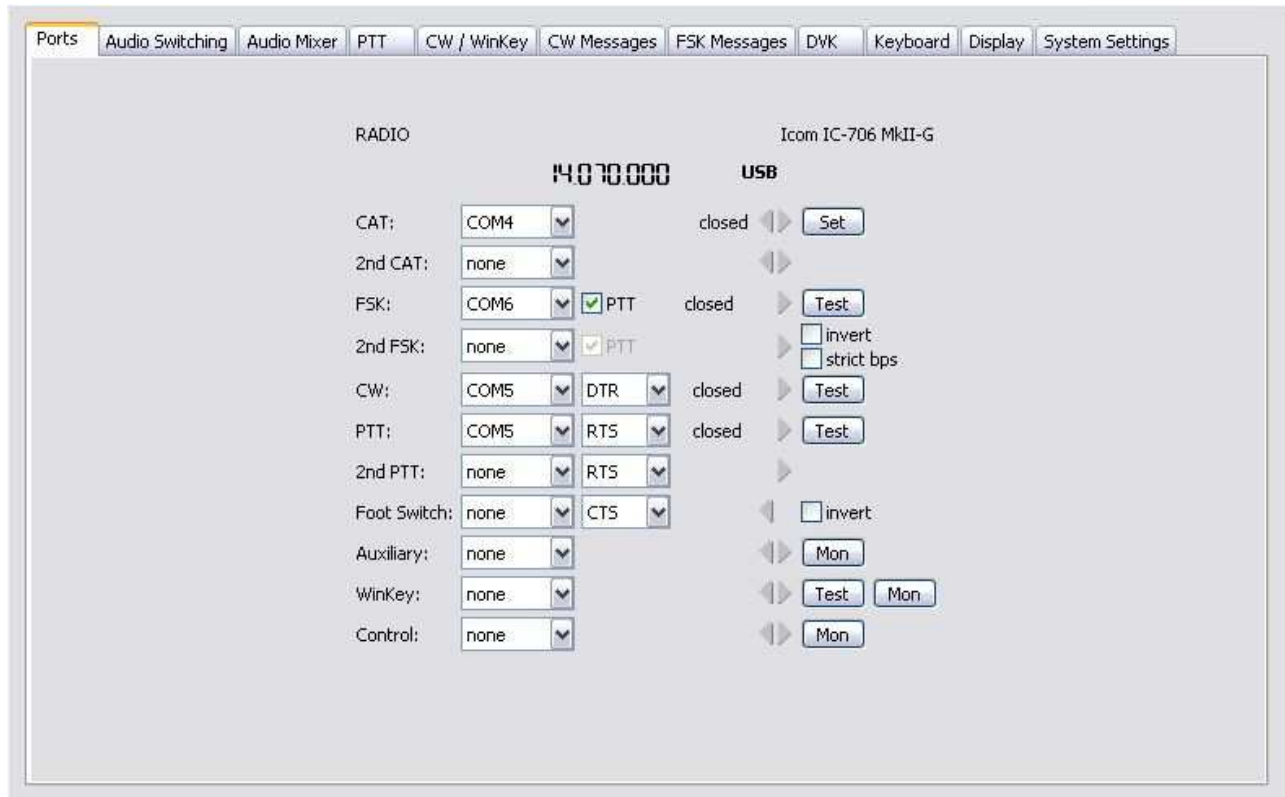 Ports Audio Switching Audio Mixer PTT CW / WinKey CW Messages FSK Messages DVK Keyboard Display System Settings
RADIO Icom IC-706 MkII-G
14.070.000 USB
CAT: COM4 closed Set
2nd CAT: none
FSK: COM6 PTT closed Test
2nd FSK: none PTT invert
strict bps
CW: COM5 DTR closed Test
PTT: COM5 RTS closed Test
2nd PTT: none RTS
Foot Switch: none CTS invert
Auxiliary: none Mon
WinKey: none Test Mon
Control: none Mon